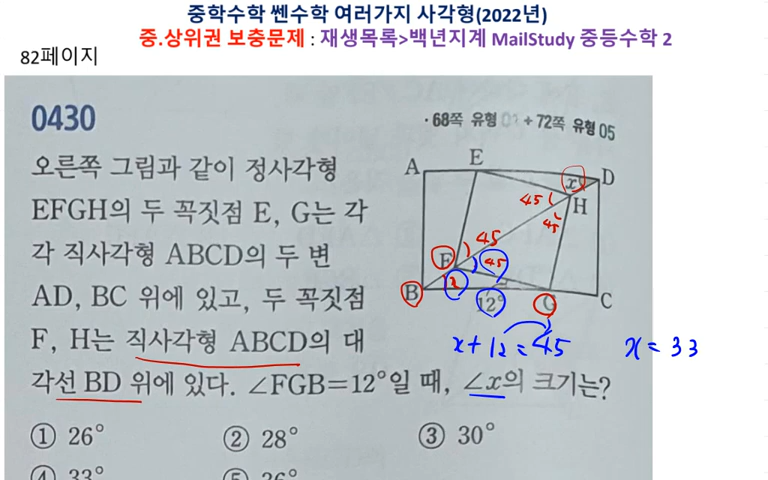 중학수학 쎈수학 여러가지 사각형(2022년)
중.상위권 보충문제 : 재생목록>백년지계 MailStudy 중등수학 2
82페이지
0430
· 68쪽 유형 + 72쪽 유형 05
오른쪽 그림과 같이 정사각형
EFGH의 두 꼭짓점 E, G는 각
각 직사각형 ABCD의 두 변
AD, BC 위에 있고, 두 꼭짓점
F, H는 직사각형 ABCD의 대
각선 BD 위에 있다. ∠FGB=12°일 때, ∠x의 크기는?
A E x D
45 45 H
F 45 45
B x 12° G C
x+12=45 x=33
① 26° ② 28° ③ 30°
④ 33° ⑤ 36°